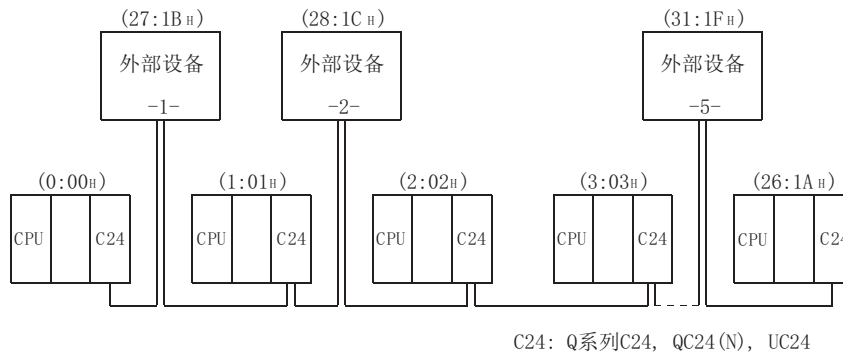 (27:1BH) (28:1CH) (31:1FH)
外部设备 外部设备 外部设备
-1- -2- -5-
(0:00H) (1:01H) (2:02H) (3:03H) (26:1AH)
CPU C24 CPU C24 CPU C24 CPU C24 CPU C24
C24: Q系列C24, QC24(N), UC24